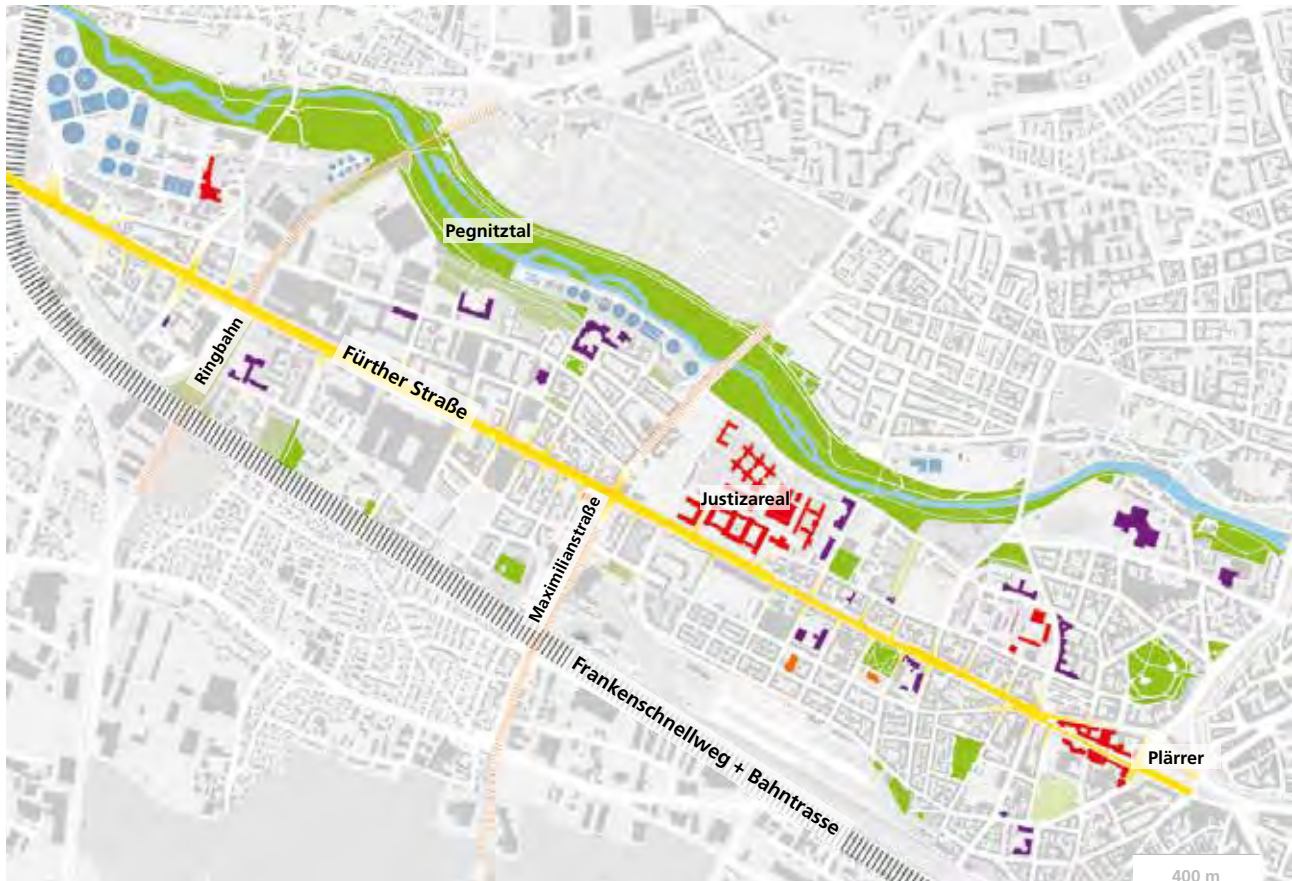 Pegnitztal
Ringbahn
Fürther Straße
Justizareal
Maximilianstraße
Frankenschnellweg + Bahntrasse
Plärrer
400 m